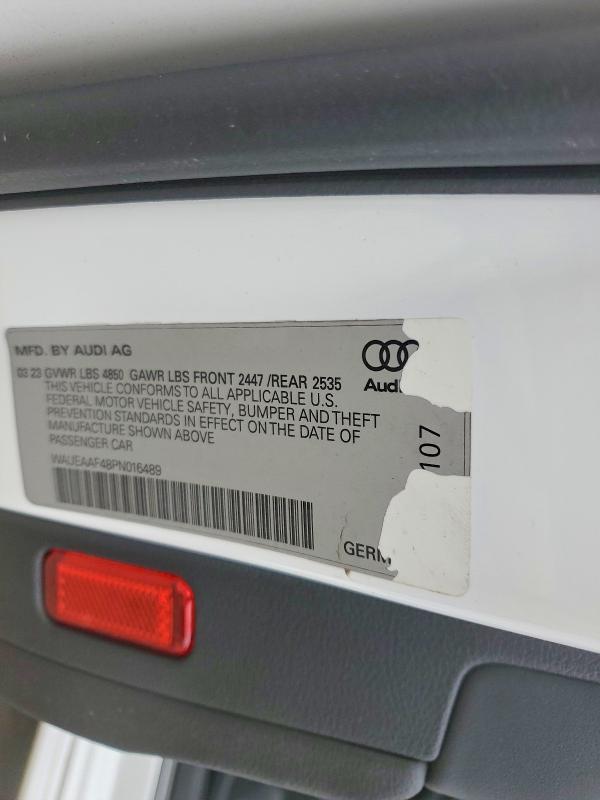 MFD. BY AUDI AG
03 23 GVWR LBS 4850 GAWR LBS FRONT 2447 /REAR 2535
THIS VEHICLE CONFORMS TO ALL APPLICABLE U.S.
FEDERAL MOTOR VEHICLE SAFETY, BUMPER AND THEFT
PREVENTION STANDARDS IN EFFECT ON THE DATE OF
MANUFACTURE SHOWN ABOVE
PASSENGER CAR
WAUEAAF48PN016489
Aud
107
GERM